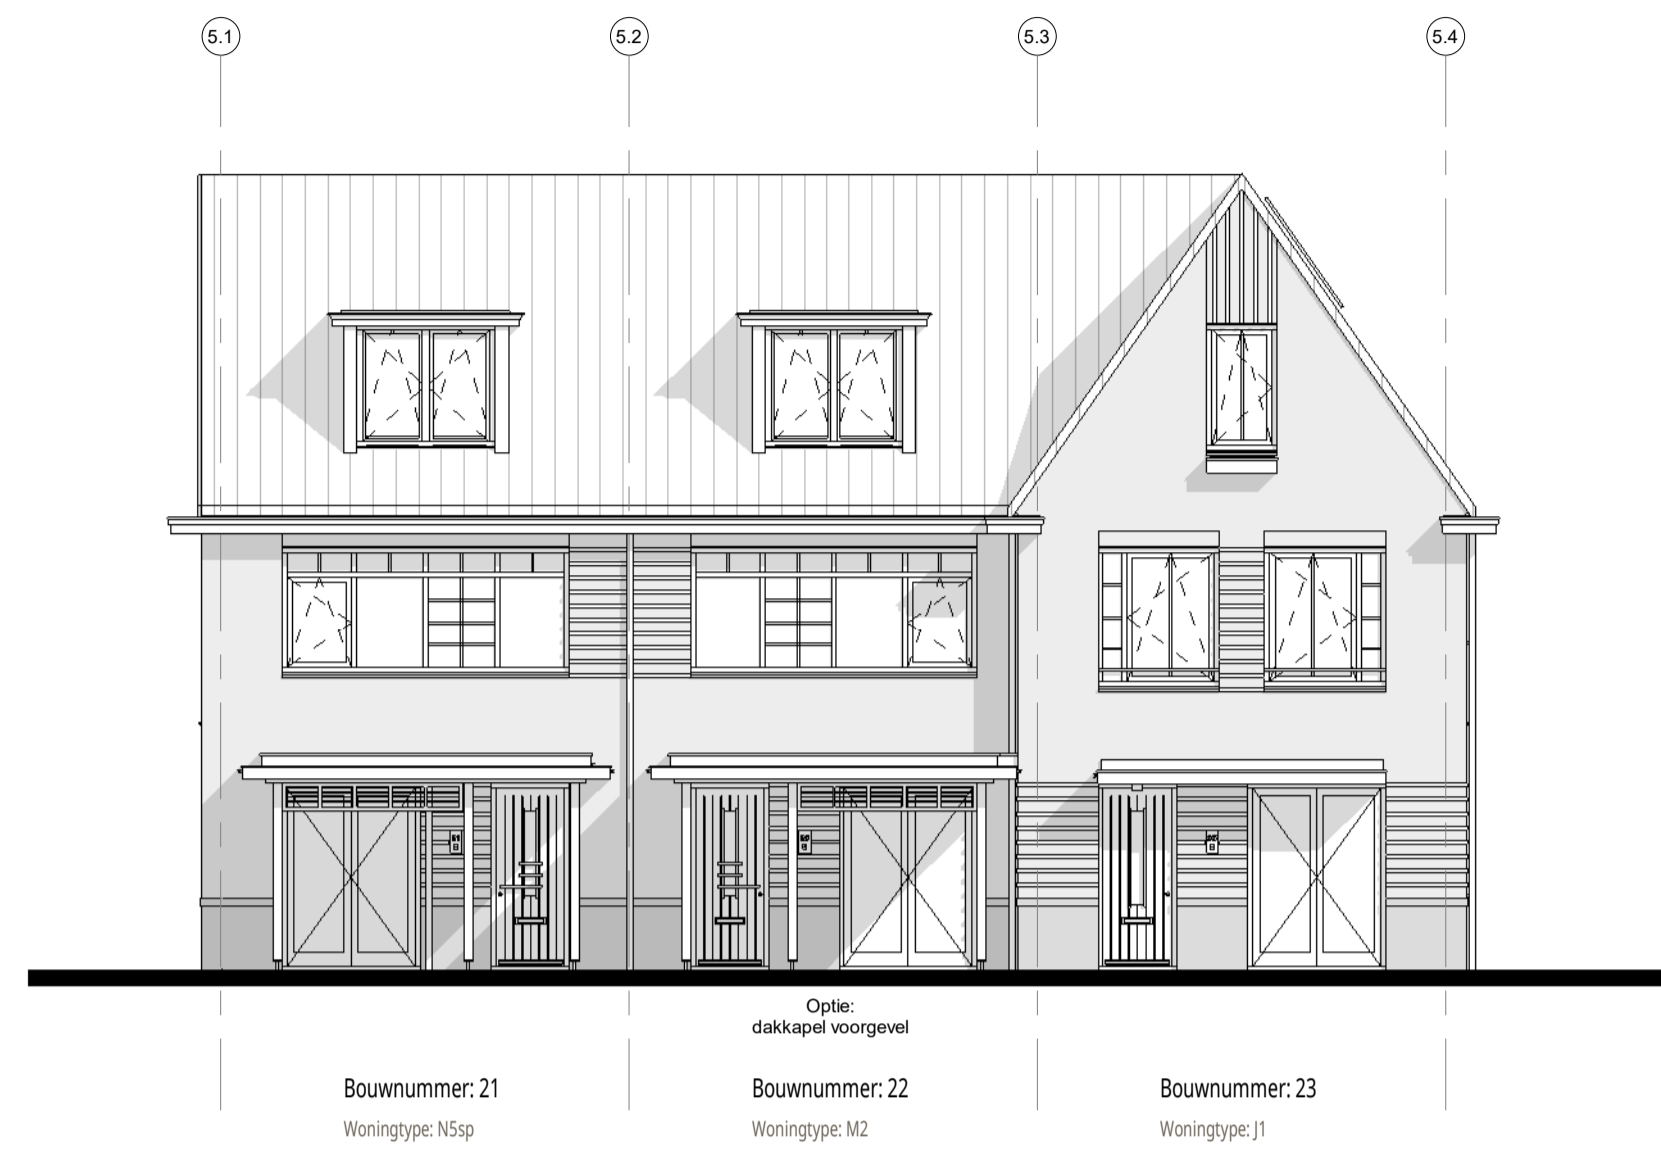 5.1 5.2 5.3 5.4
Optie:
dakkapel voorgevel
Bouwnummer: 21 Bouwnummer: 22 Bouwnummer: 23
Woningtype: N5sp Woningtype: M2 Woningtype: J1